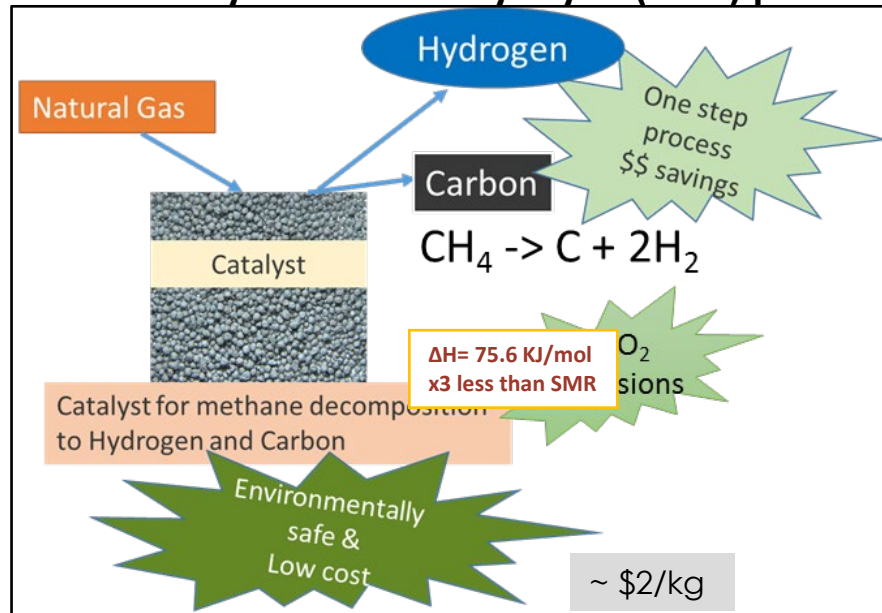 Hydrogen
Natural Gas
One step
process
$$ savings
Carbon
CH₄ -> C + 2H₂
Catalyst
ΔH= 75.6 KJ/mol
x3 less than SMR
O₂
sions
Catalyst for methane decomposition
to Hydrogen and Carbon
Environmentally
safe &
Low cost
~ $2/kg